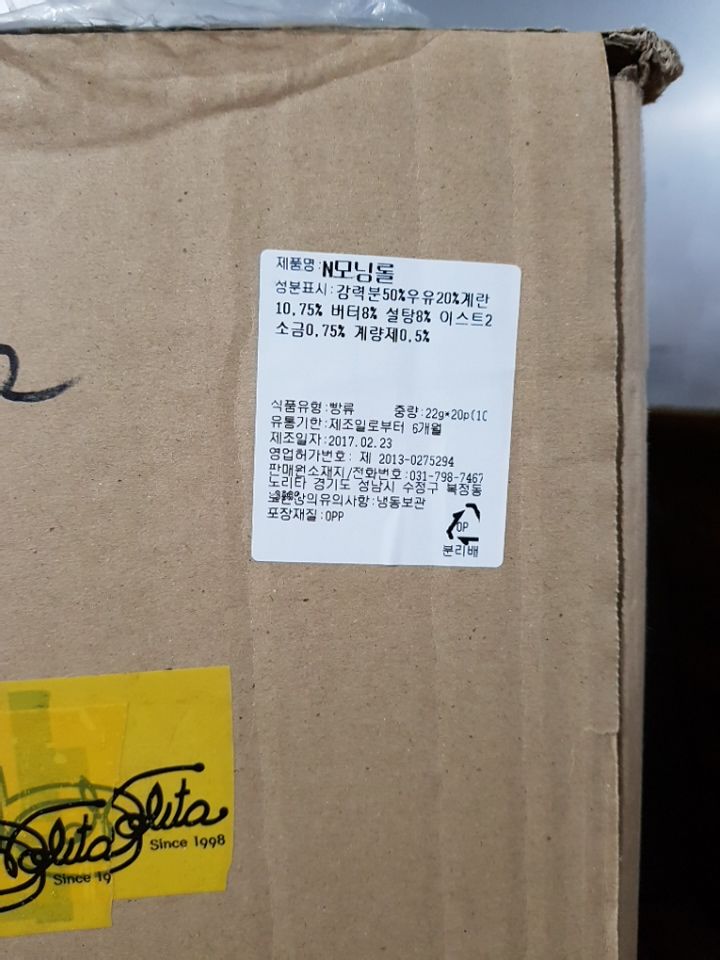 제품명:N모닝롤
성분표시:강력분50%우유20%계란
10.75% 버터8% 설탕8% 이스트2
소금0.75% 계량제0.5%
식품유형:빵류 중량:22g*20p(10
유통기한:제조일로부터 6개월
제조일자:2017.02.23
영업허가번호: 제 2013-0275294
판매원소재지/전화번호:031-798-7467
노리타 경기도 성남시 수정구 복정동
보관상의유의사항:냉동보관
포장재질:OPP
OP
분리배
Since 1998
Since 19